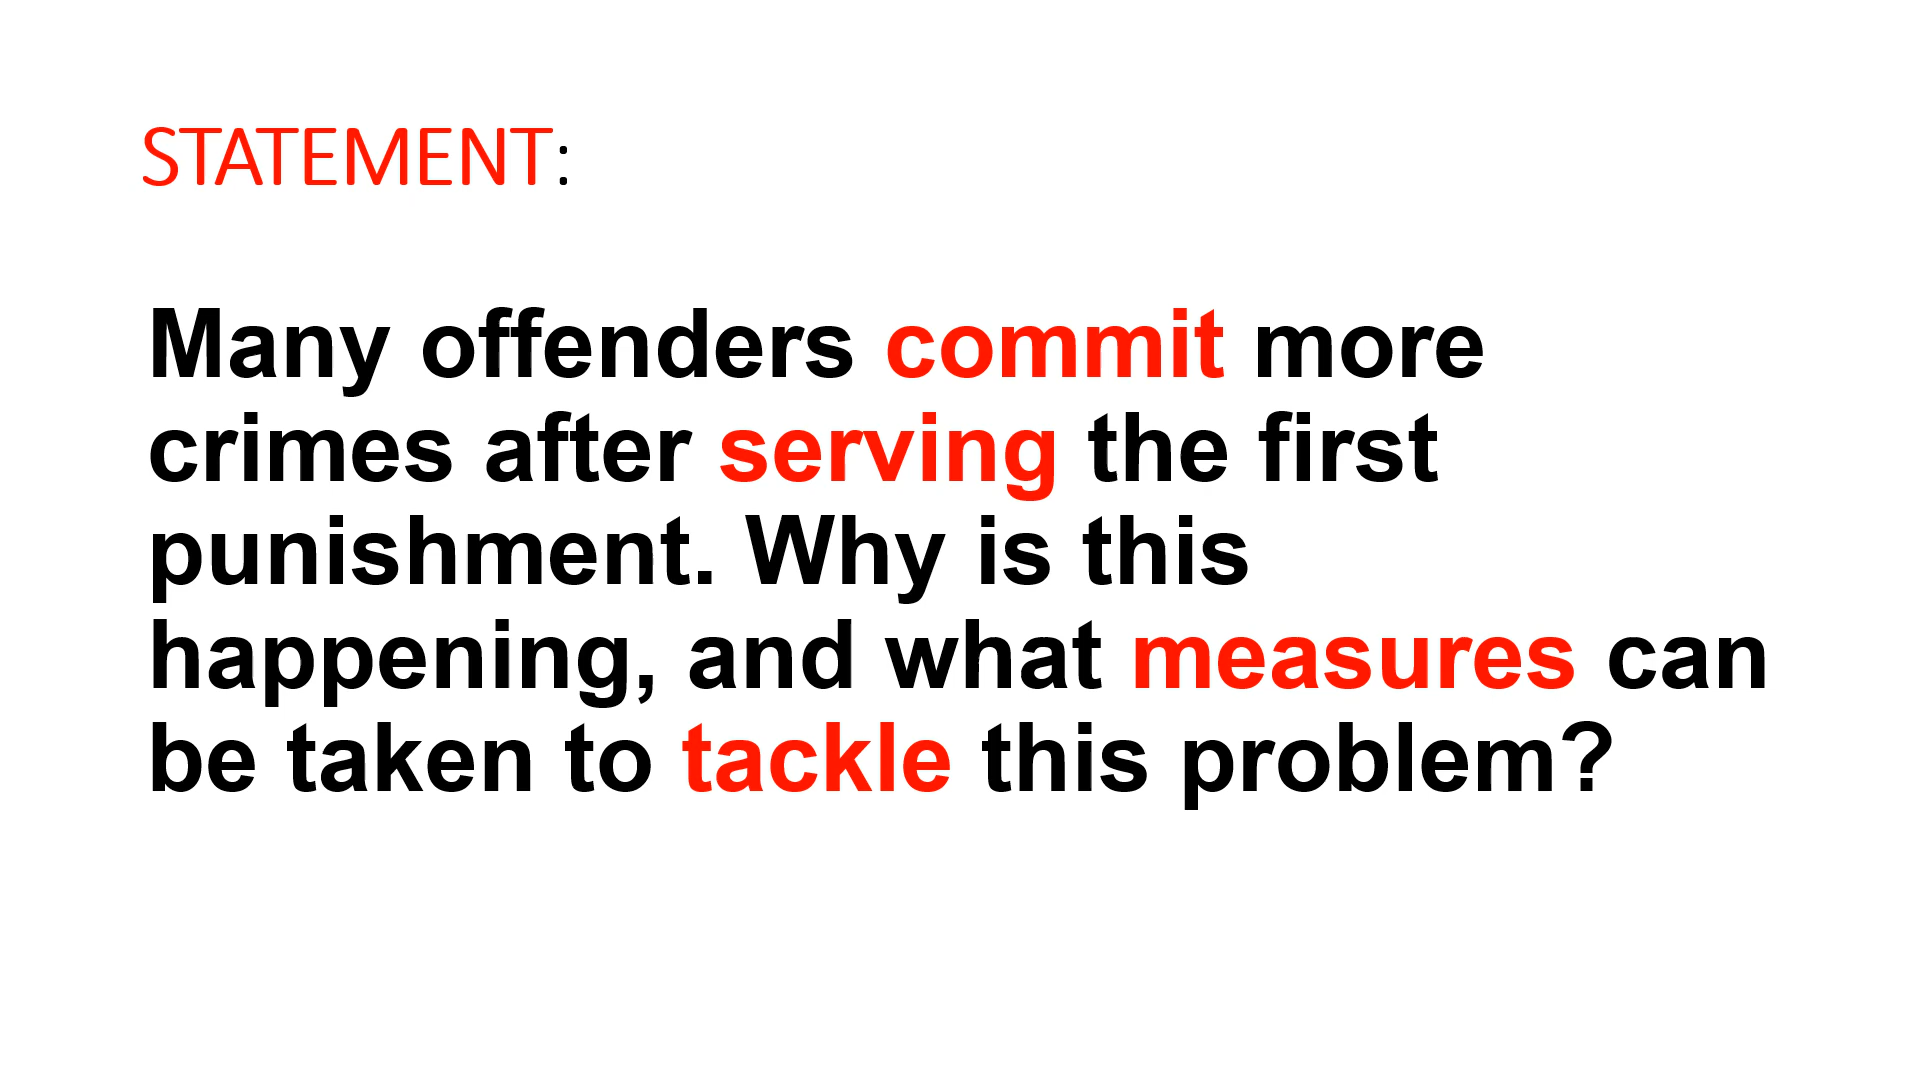 STATEMENT:
Many offenders commit more
crimes after serving the first
punishment. Why is this
happening, and what measures can
be taken to tackle this problem?